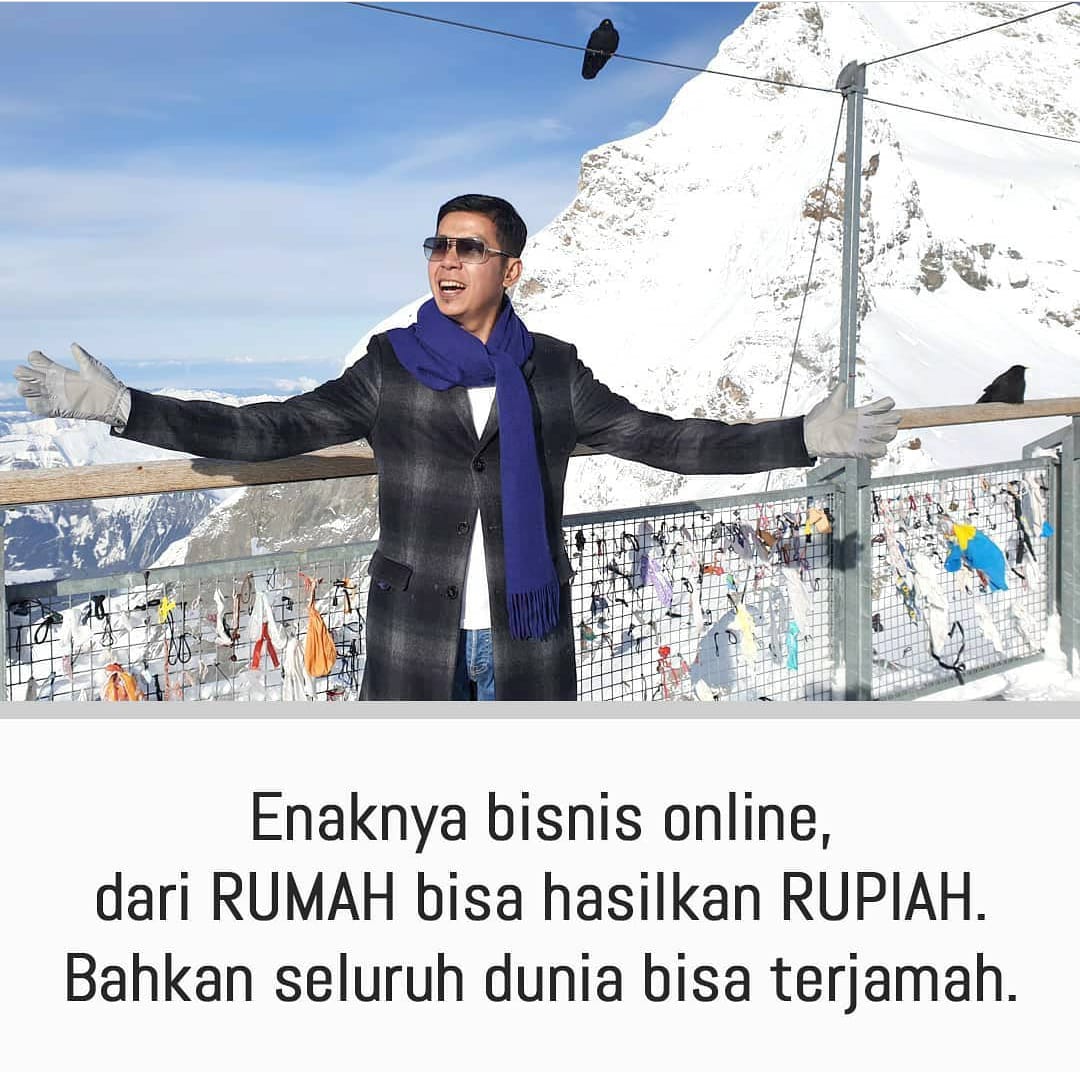 Enaknya bisnis online,
dari RUMAH bisa hasilkan RUPIAH.
Bahkan seluruh dunia bisa terjamah.